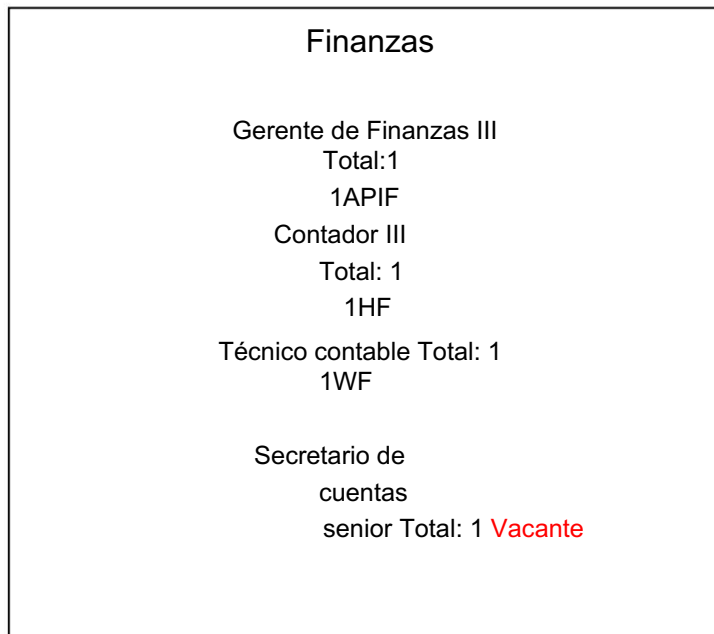 Finanzas
Gerente de Finanzas III
Total:1
1APIF
Contador III
Total: 1
1HF
Técnico contable Total: 1
1WF
Secretario de
cuentas
senior Total: 1 Vacante